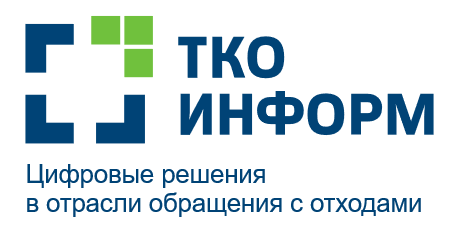 ТКО
ИНФОРМ
Цифровые решения
в отрасли обращения с отходами